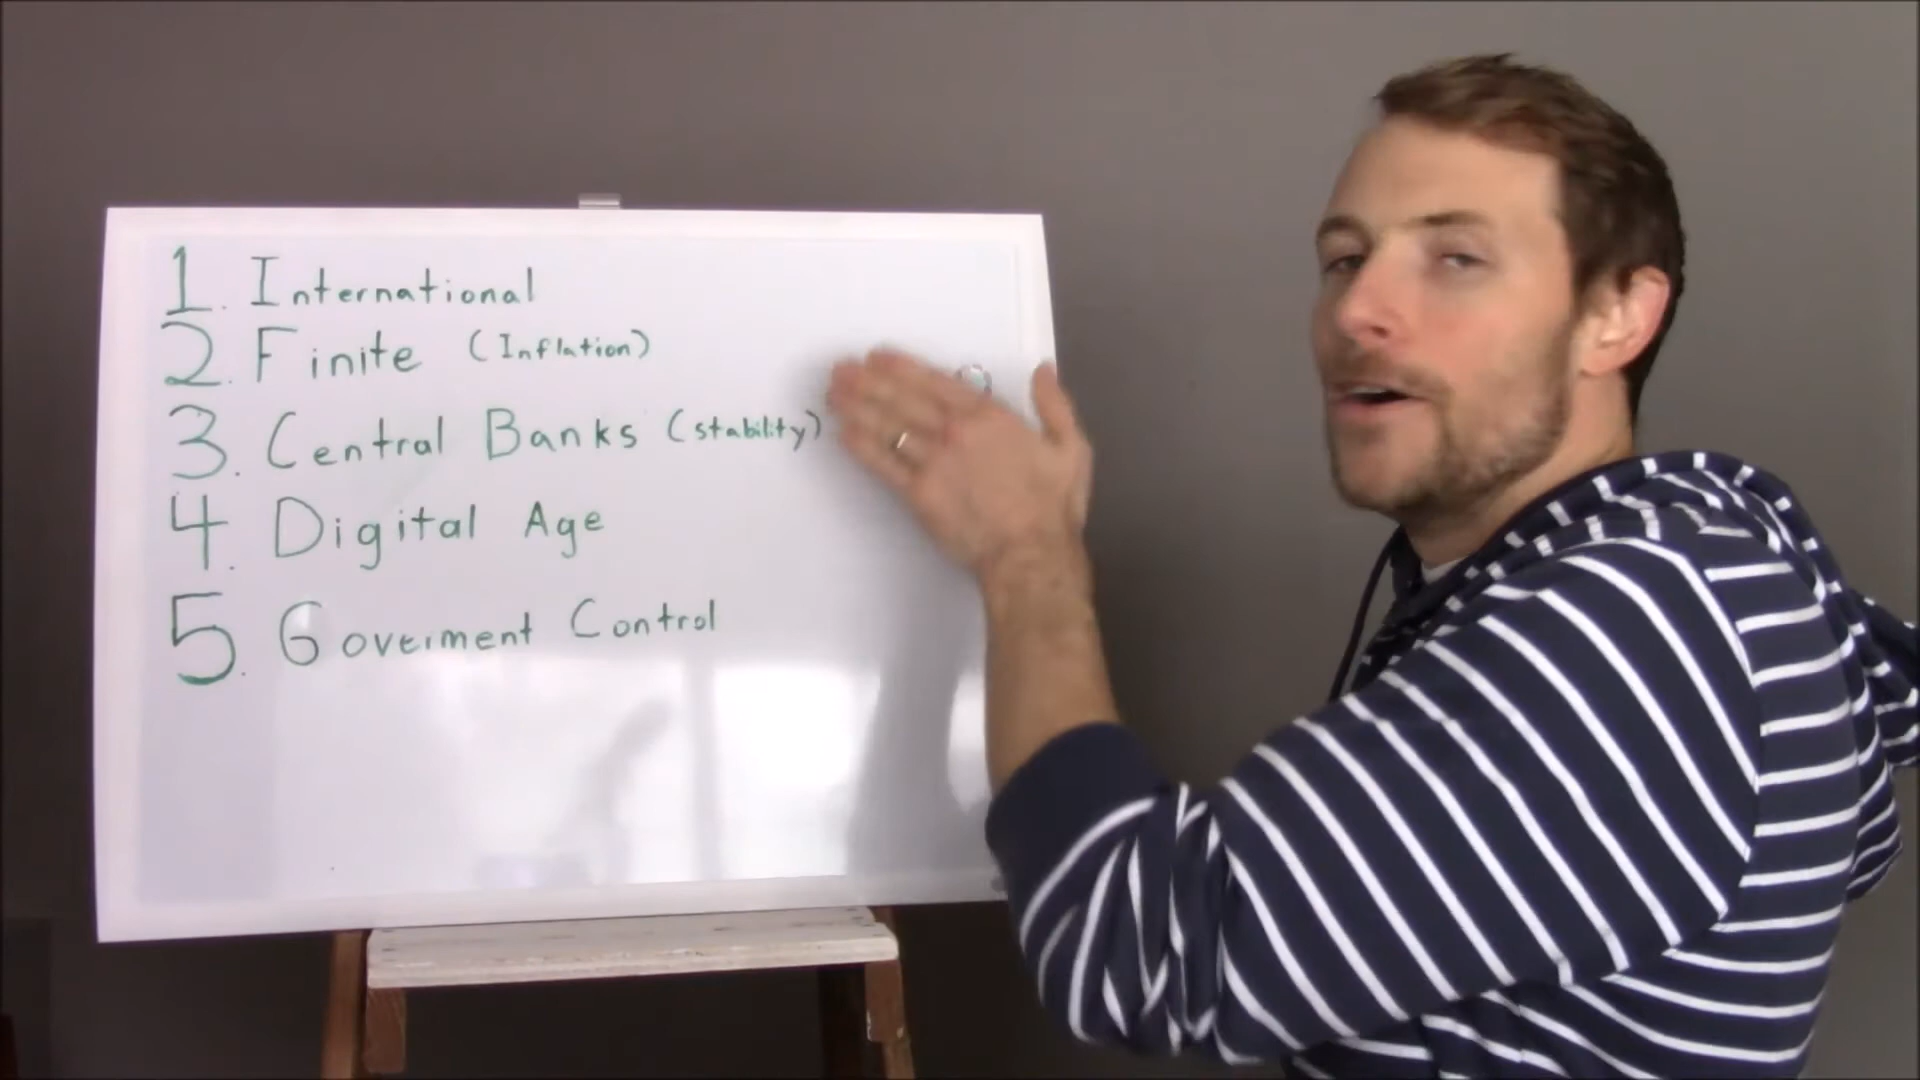 1. International
2. Finite (Inflation)
3. Central Banks (stability)
4. Digital Age
5. Goverment Control